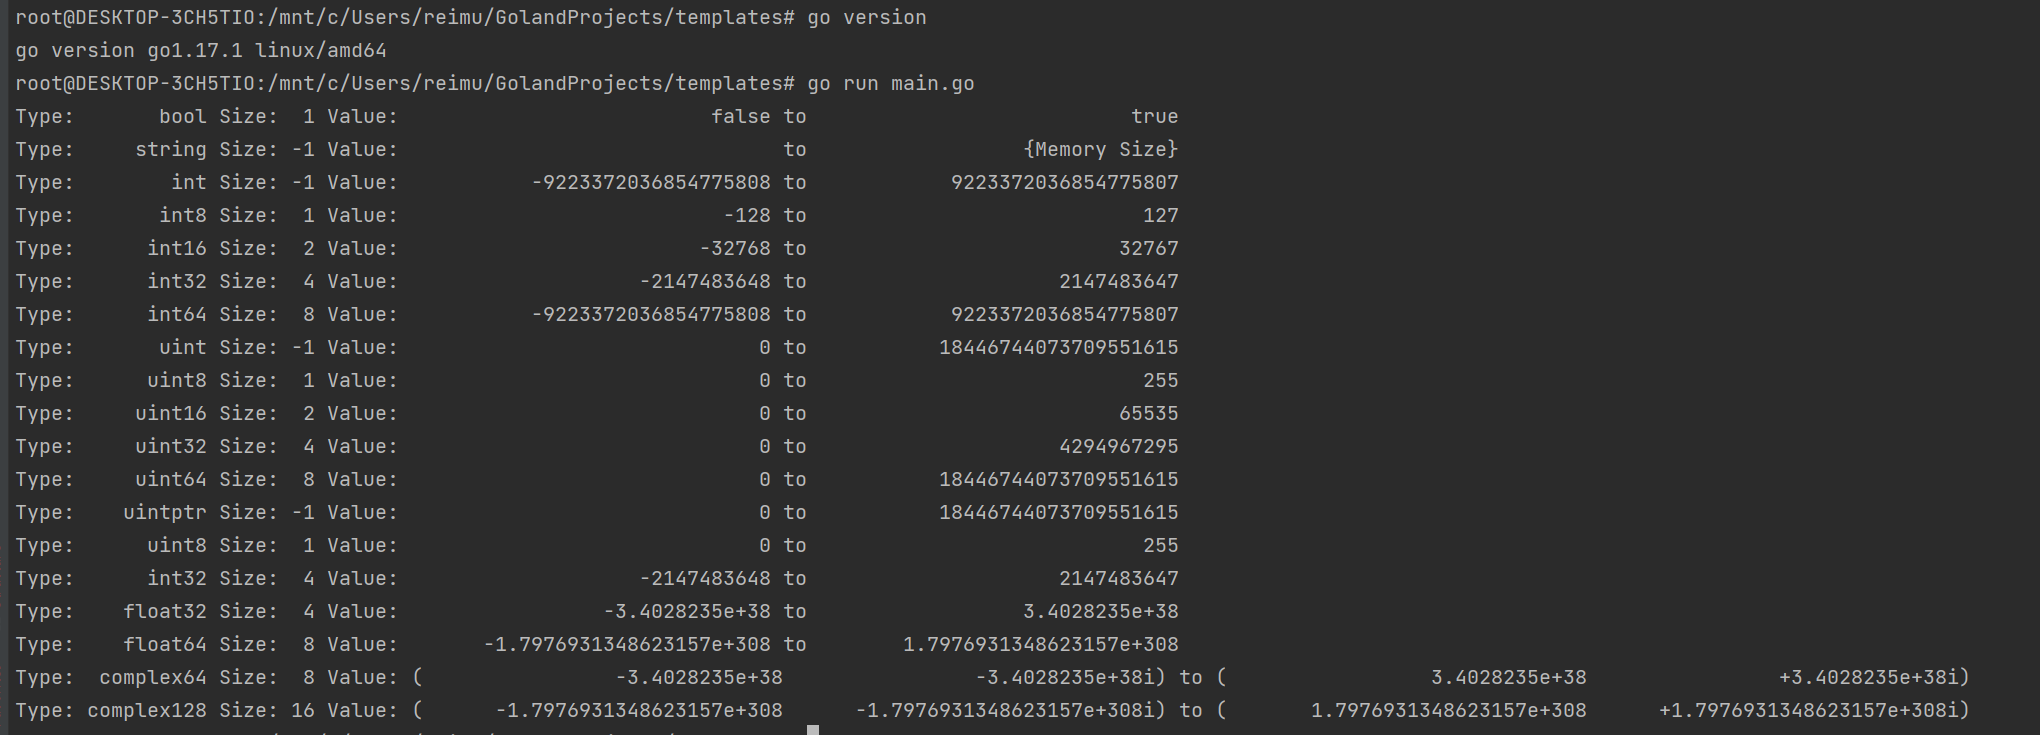 root@DESKTOP-3CH5TIO:/mnt/c/Users/reimu/GolandProjects/templates# go version
go version go1.17.1 linux/amd64
root@DESKTOP-3CH5TIO:/mnt/c/Users/reimu/GolandProjects/templates# go run main.go
Type:       bool Size:  1 Value:                          false to                           true
Type:     string Size: -1 Value:                                to                  {Memory Size}
Type:        int Size: -1 Value:           -9223372036854775808 to            9223372036854775807
Type:       int8 Size:  1 Value:                           -128 to                            127
Type:      int16 Size:  2 Value:                         -32768 to                          32767
Type:      int32 Size:  4 Value:                    -2147483648 to                     2147483647
Type:      int64 Size:  8 Value:           -9223372036854775808 to            9223372036854775807
Type:       uint Size: -1 Value:                              0 to           18446744073709551615
Type:      uint8 Size:  1 Value:                              0 to                            255
Type:     uint16 Size:  2 Value:                              0 to                          65535
Type:     uint32 Size:  4 Value:                              0 to                     4294967295
Type:     uint64 Size:  8 Value:                              0 to           18446744073709551615
Type:    uintptr Size: -1 Value:                              0 to           18446744073709551615
Type:      uint8 Size:  1 Value:                              0 to                            255
Type:      int32 Size:  4 Value:                    -2147483648 to                     2147483647
Type:    float32 Size:  4 Value:                 -3.4028235e+38 to                  3.4028235e+38
Type:    float64 Size:  8 Value:       -1.7976931348623157e+308 to        1.7976931348623157e+308
Type:  complex64 Size:  8 Value: (                -3.4028235e+38                -3.4028235e+38i) to (                 3.4028235e+38                +3.4028235e+38i)
Type: complex128 Size: 16 Value: (      -1.7976931348623157e+308      -1.7976931348623157e+308i) to (       1.7976931348623157e+308      +1.7976931348623157e+308i)